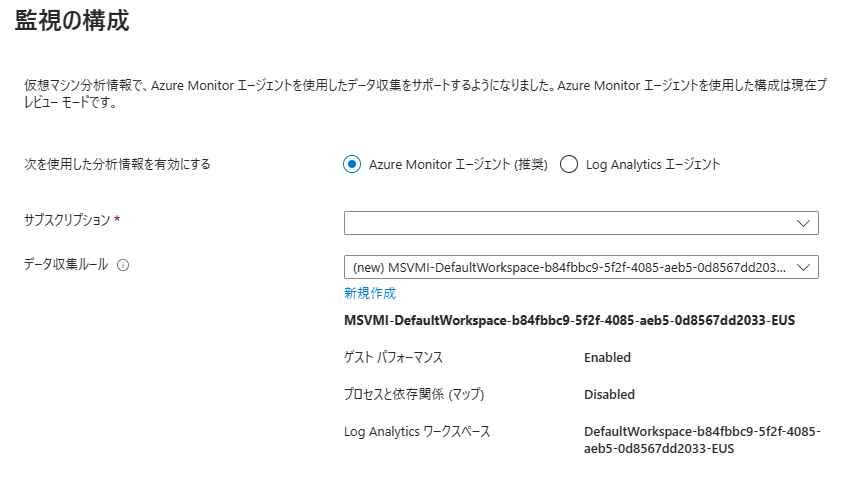 監視の構成
仮想マシン分析情報で、Azure Monitor エージェントを使用したデータ収集をサポートするようになりました。Azure Monitor エージェントを使用した構成は現在プ
レビュー モードです。
次を使用した分析情報を有効にする Azure Monitor エージェント (推奨) Log Analytics エージェント
サブスクリプション *
データ収集ルール (new) MSVMI-DefaultWorkspace-b84fbbc9-5f2f-4085-aeb5-0d8567dd203...
新規作成
MSVMI-DefaultWorkspace-b84fbbc9-5f2f-4085-aeb5-0d8567dd2033-EUS
ゲスト パフォーマンス Enabled
プロセスと依存関係 (マップ) Disabled
Log Analytics ワークスペース DefaultWorkspace-b84fbbc9-5f2f-4085-
aeb5-0d8567dd2033-EUS